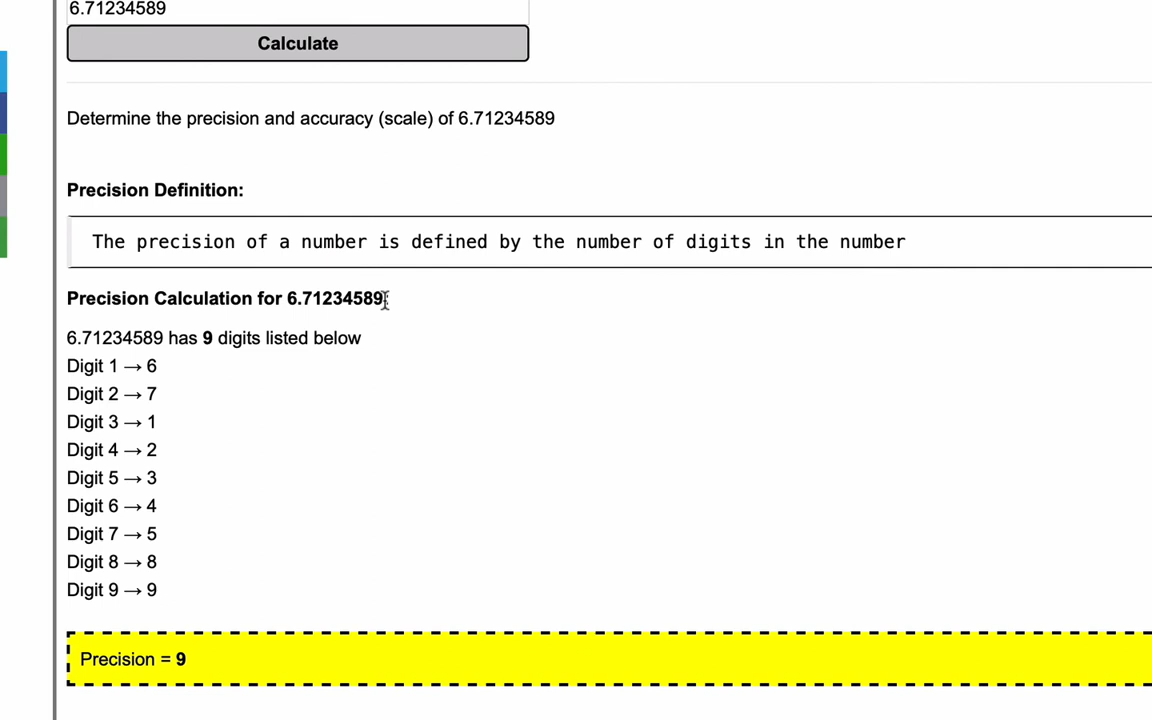 6.71234589
Calculate
Determine the precision and accuracy (scale) of 6.71234589
Precision Definition:
The precision of a number is defined by the number of digits in the number
Precision Calculation for 6.71234589
6.71234589 has 9 digits listed below
Digit 1 → 6
Digit 2 → 7
Digit 3 → 1
Digit 4 → 2
Digit 5 → 3
Digit 6 → 4
Digit 7 → 5
Digit 8 → 8
Digit 9 → 9
Precision = 9